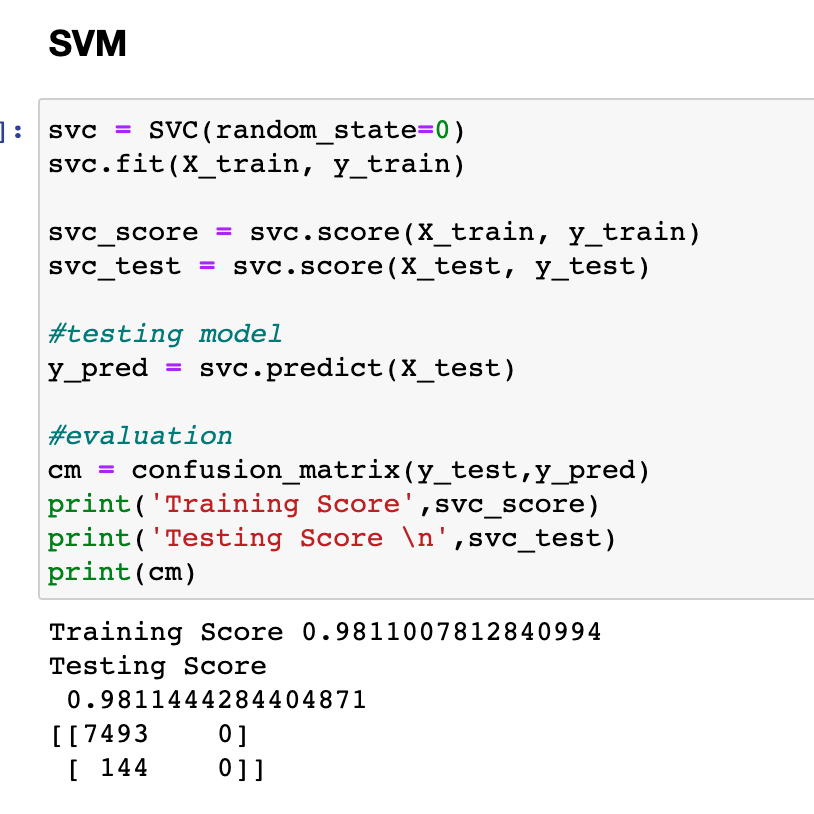 SVM
]:
svc = SVC(random_state=0)
svc.fit(X_train, y_train)
svc_score = svc.score(X_train, y_train)
svc_test = svc.score(X_test, y_test)
#testing model
y_pred = svc.predict(X_test)
#evaluation
cm = confusion_matrix(y_test,y_pred)
print('Training Score',svc_score)
print('Testing Score \n',svc_test)
print(cm)
Training Score 0.9811007812840994
Testing Score
 0.9811444284404871
[[7493    0]
 [ 144    0]]